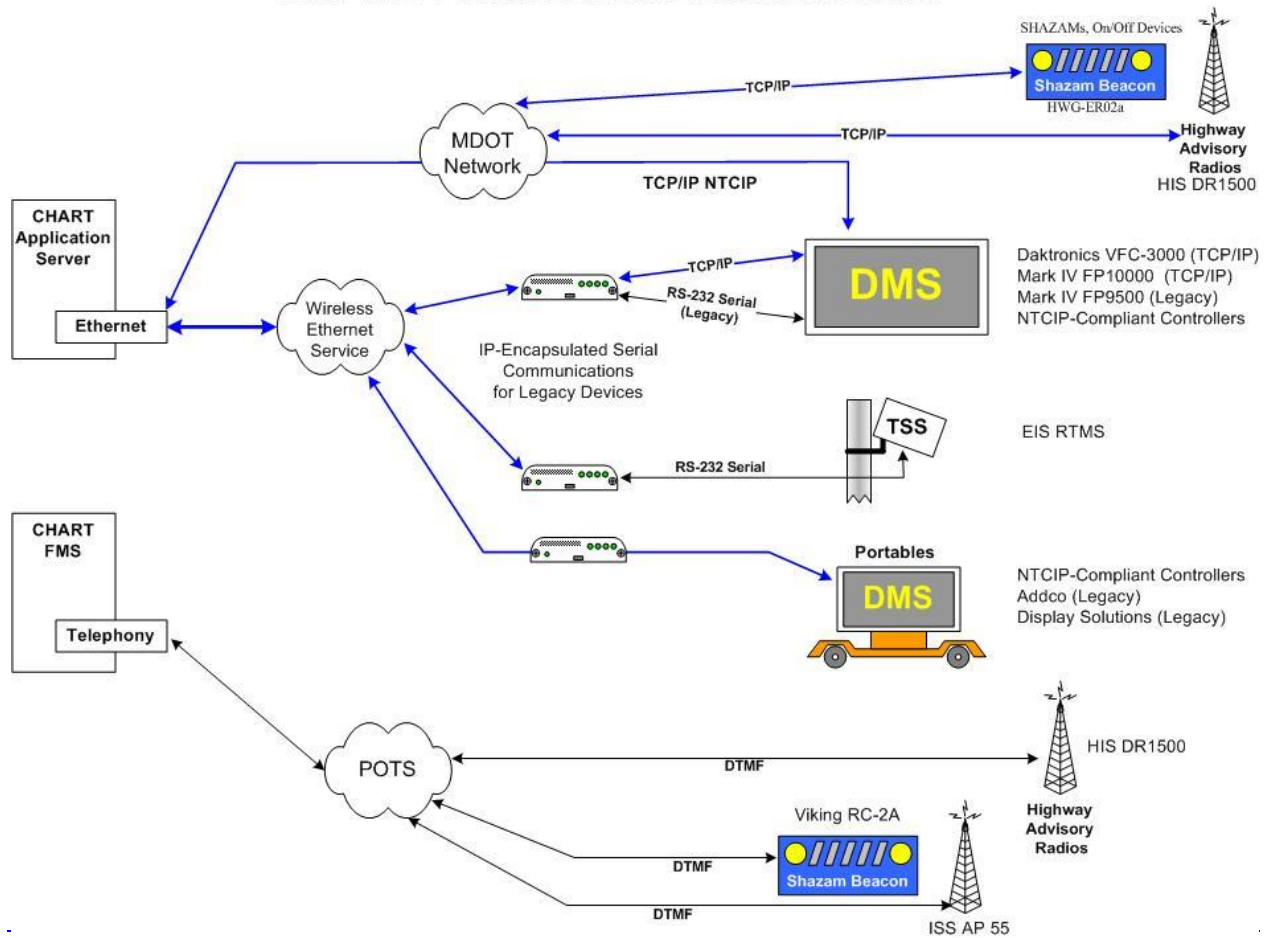 SHAZAMs, On/Off Devices
TCP/IP
Shazam Beacon
HWG-ER02a
MDOT
Network
TCP/IP
Highway
Advisory
Radios
HIS DR1500
TCP/IP NTCIP
CHART
Application
Server
Ethernet
Wireless
Ethernet
Service
TCP/IP
RS-232 Serial
(Legacy)
DMS
Daktronics VFC-3000 (TCP/IP)
Mark IV FP10000 (TCP/IP)
Mark IV FP9500 (Legacy)
NTCIP-Compliant Controllers
IP-Encapsulated Serial
Communications
for Legacy Devices
TSS
EIS RTMS
RS-232 Serial
CHART
FMS
Telephony
Portables
DMS
NTCIP-Compliant Controllers
Addco (Legacy)
Display Solutions (Legacy)
POTS
DTMF
HIS DR1500
Highway
Advisory
Radios
Viking RC-2A
DTMF
Shazam Beacon
DTMF
ISS AP 55